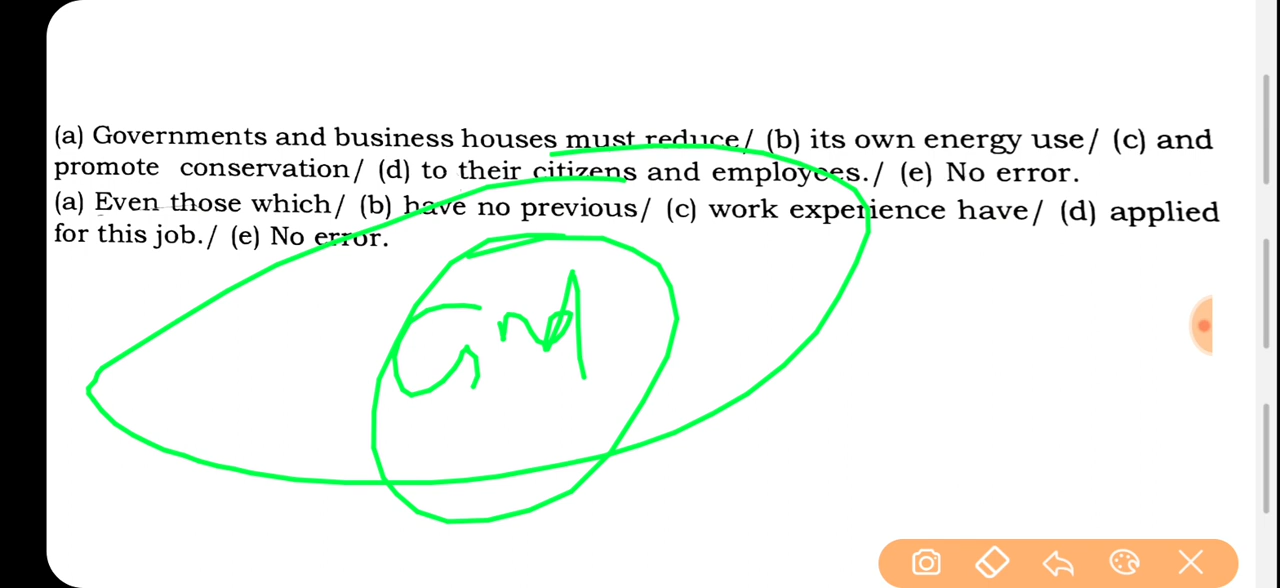 (a) Governments and business houses must reduce/ (b) its own energy use/ (c) and
promote conservation/ (d) to their citizens and employees./ (e) No error.
(a) Even those which/ (b) have no previous/ (c) work experience have/ (d) applied
for this job./ (e) No error.
and